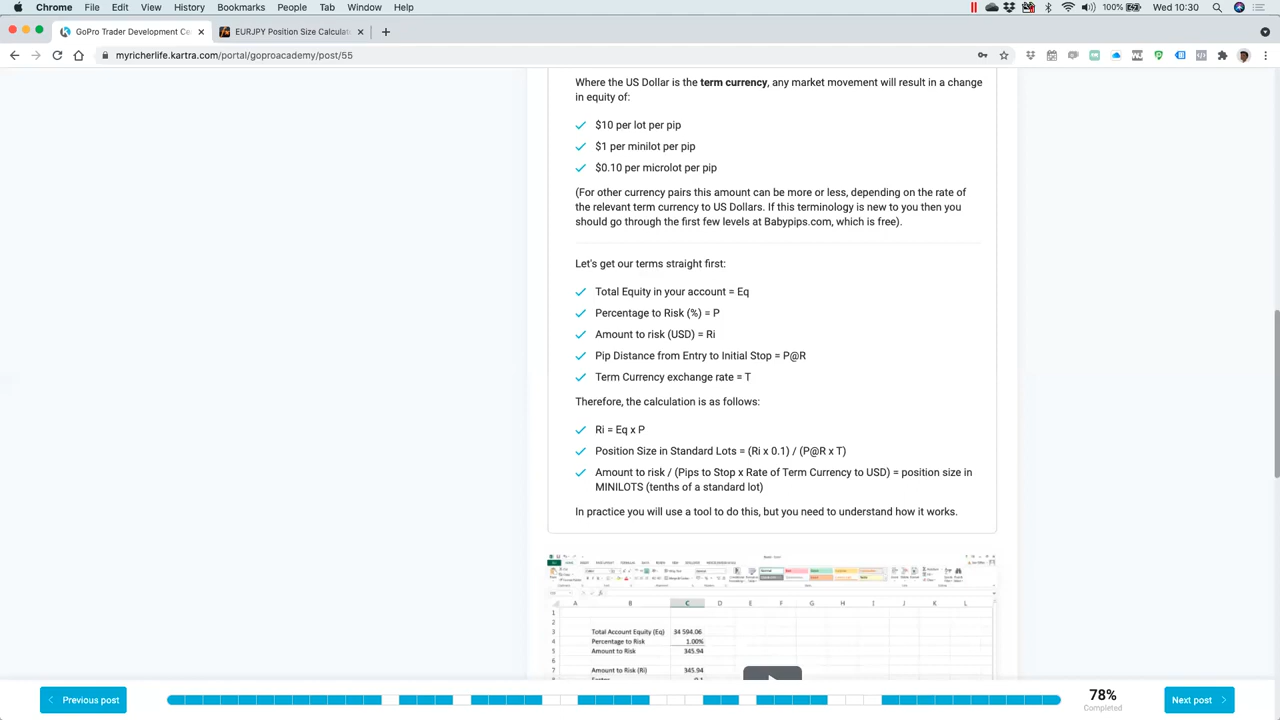 Chrome File Edit View History Bookmarks People Tab Window Help 100% Wed 10:30
GoPro Trader Development Ce
EURJPY Position Size Calculat
myricherlife.kartra.com/portal/goproacademy/post/55
Where the US Dollar is the term currency, any market movement will result in a change
in equity of:
$10 per lot per pip
$1 per minilot per pip
$0.10 per microlot per pip
(For other currency pairs this amount can be more or less, depending on the rate of
the relevant term currency to US Dollars. If this terminology is new to you then you
should go through the first few levels at Babypips.com, which is free).
Let's get our terms straight first:
Total Equity in your account = Eq
Percentage to Risk (%) = P
Amount to risk (USD) = Ri
Pip Distance from Entry to Initial Stop = P@R
Term Currency exchange rate = T
Therefore, the calculation is as follows:
Ri = Eq x P
Position Size in Standard Lots = (Ri x 0.1) / (P@R x T)
Amount to risk / (Pips to Stop x Rate of Term Currency to USD) = position size in
MINILOTS (tenths of a standard lot)
In practice you will use a tool to do this, but you need to understand how it works.
A B C D E F G H I J K L
1
2
3 Total Account Equity (Eq) 34 594.06
4 Percentage to Risk 1.00%
5 Amount to Risk 345.94
6
7 Amount to Risk (Ri) 345.94
Previous post
78%
Completed
Next post